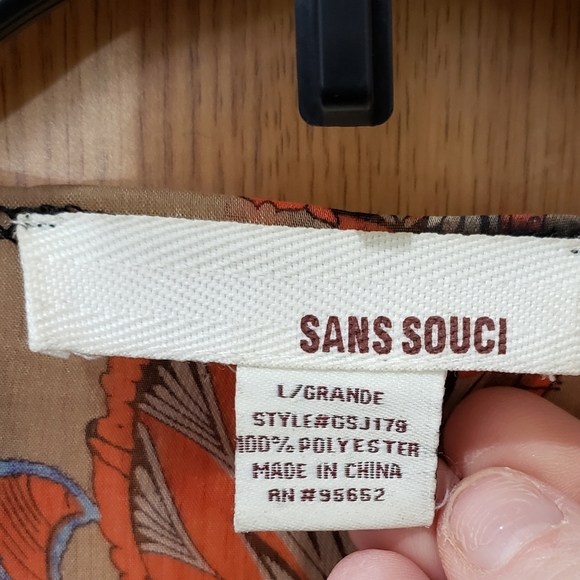 SANS SOUCI
L/GRANDE
STYLE#GSJ179
100% POLYESTER
MADE IN CHINA
RN #95652